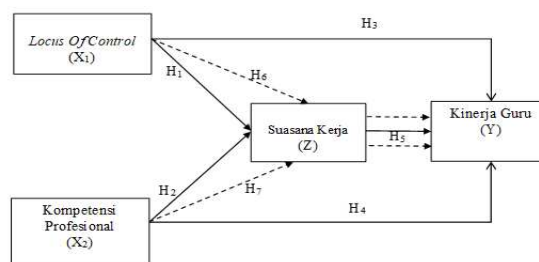 Locus Of Control
(X₁)
H₃
H₁
H₆
Suasana Kerja
(Z)
H₅
Kinerja Guru
(Y)
H₂
H₇
H₄
Kompetensi
Profesional
(X₂)